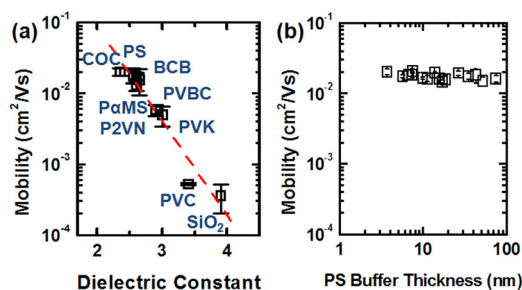 (a)
Mobility (cm²/Vs)
10⁻¹
10⁻²
10⁻³
10⁻⁴
COC PS
BCB
PVBC
PαMS
P2VN
PVK
PVC
SiO₂
2 3 4
Dielectric Constant
(b)
Mobility (cm²/Vs)
10⁻¹
10⁻²
10⁻³
10⁻⁴
1 10 100
PS Buffer Thickness (nm)